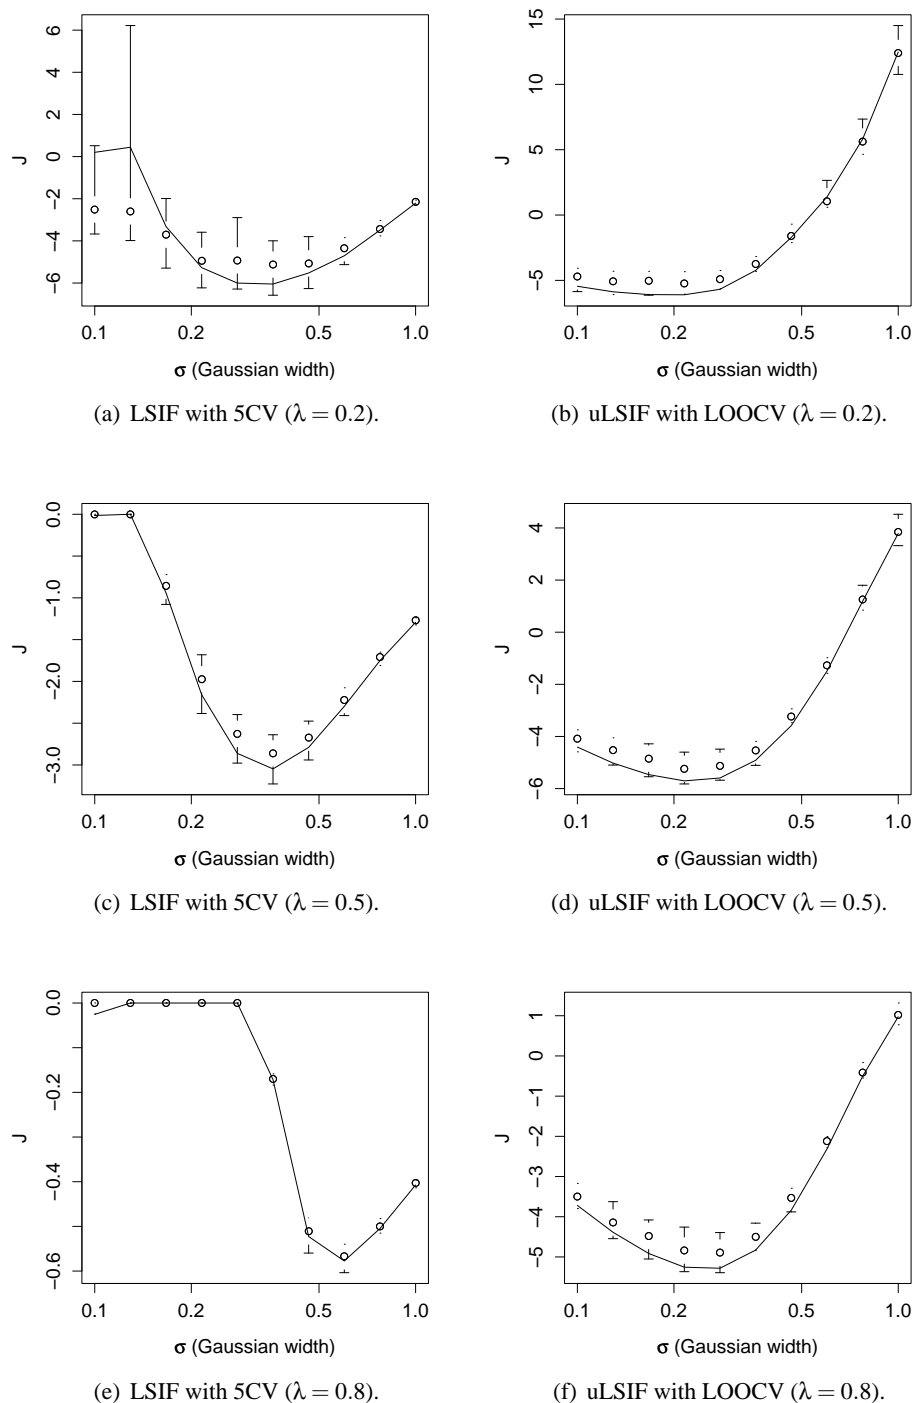 6
4
2
0
−2
−4
−6
J
0.1 0.2 0.5 1.0
σ (Gaussian width)
(a) LSIF with 5CV (λ = 0.2).
15
10
5
0
−5
J
0.1 0.2 0.5 1.0
σ (Gaussian width)
(b) uLSIF with LOOCV (λ = 0.2).
0.0
−1.0
−2.0
−3.0
J
0.1 0.2 0.5 1.0
σ (Gaussian width)
(c) LSIF with 5CV (λ = 0.5).
4
2
0
−2
−4
−6
J
0.1 0.2 0.5 1.0
σ (Gaussian width)
(d) uLSIF with LOOCV (λ = 0.5).
0.0
−0.2
−0.4
−0.6
J
0.1 0.2 0.5 1.0
σ (Gaussian width)
(e) LSIF with 5CV (λ = 0.8).
1
0
−1
−2
−3
−4
−5
J
0.1 0.2 0.5 1.0
σ (Gaussian width)
(f) uLSIF with LOOCV (λ = 0.8).